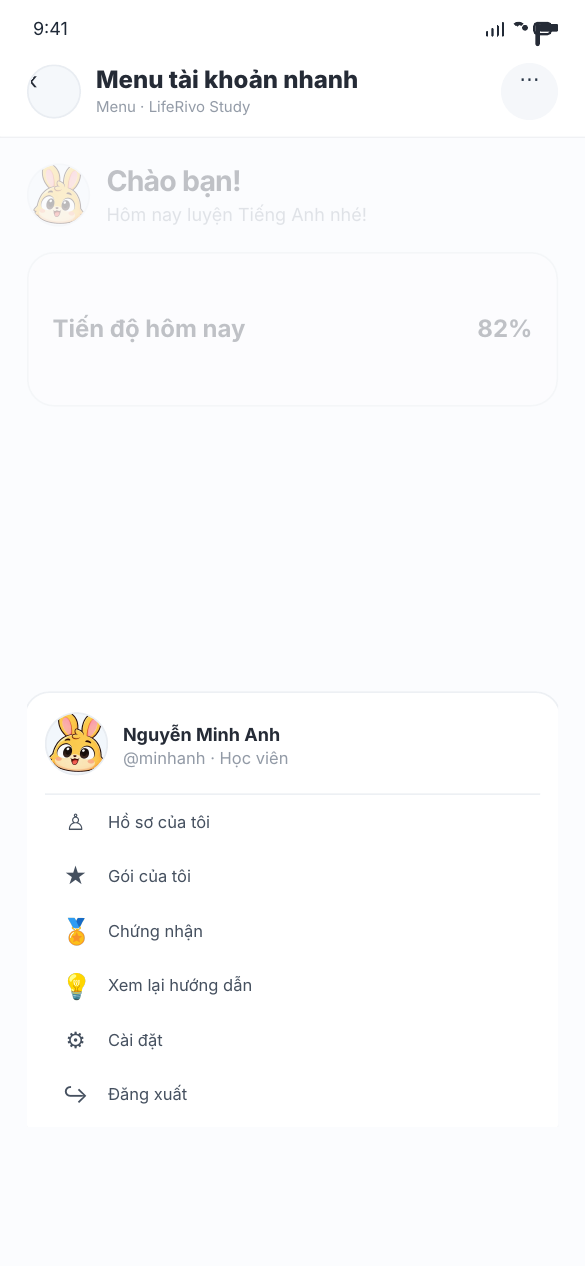 9:41
Menu tài khoản nhanh
Menu · LifeRivo Study
Chào bạn!
Hôm nay luyện Tiếng Anh nhé!
Tiến độ hôm nay 82%
Nguyễn Minh Anh
@minhanh · Học viên
Hồ sơ của tôi
Gói của tôi
Chứng nhận
Xem lại hướng dẫn
Cài đặt
Đăng xuất